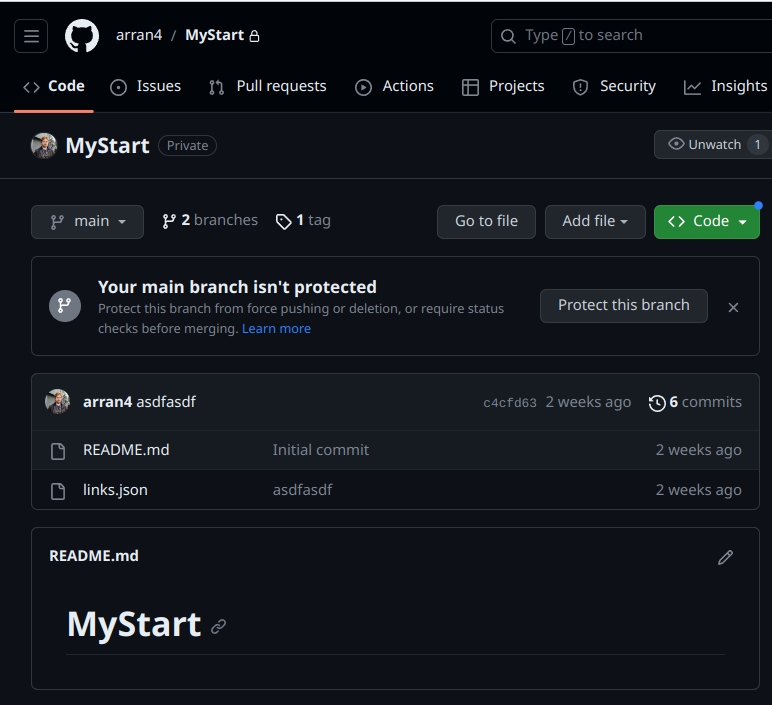 arran4 / MyStart
Type / to search
Code Issues Pull requests Actions Projects Security Insights
MyStart Private Unwatch 1
main 2 branches 1 tag Go to file Add file Code
Your main branch isn't protected
Protect this branch from force pushing or deletion, or require status
checks before merging. Learn more
Protect this branch
arran4 asdfasdf c4cfd63 2 weeks ago 6 commits
README.md Initial commit 2 weeks ago
links.json asdfasdf 2 weeks ago
README.md
MyStart